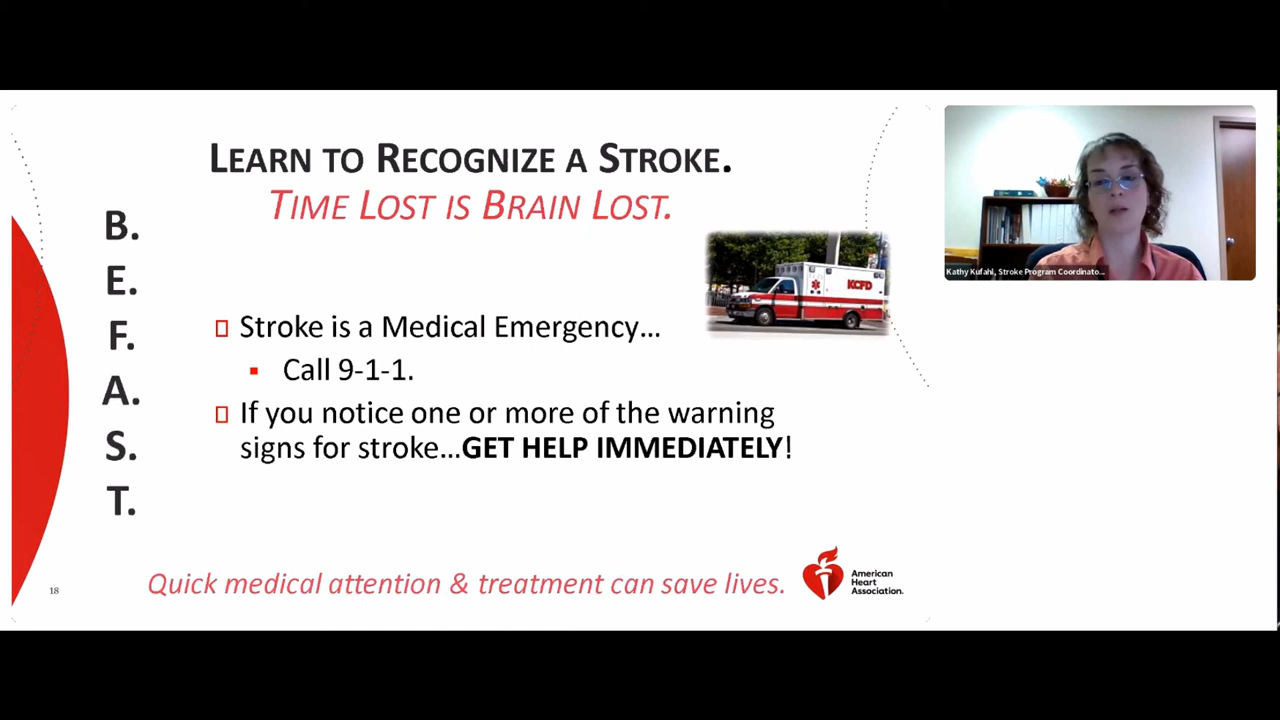 LEARN TO RECOGNIZE A STROKE.
TIME LOST IS BRAIN LOST.
B.
E.
F.
A.
S.
T.
Stroke is a Medical Emergency…
Call 9-1-1.
If you notice one or more of the warning
signs for stroke…GET HELP IMMEDIATELY!
KCFD
Quick medical attention & treatment can save lives.
18
American
Heart
Association.
Kathy Kufahl, Stroke Program Coordinato...